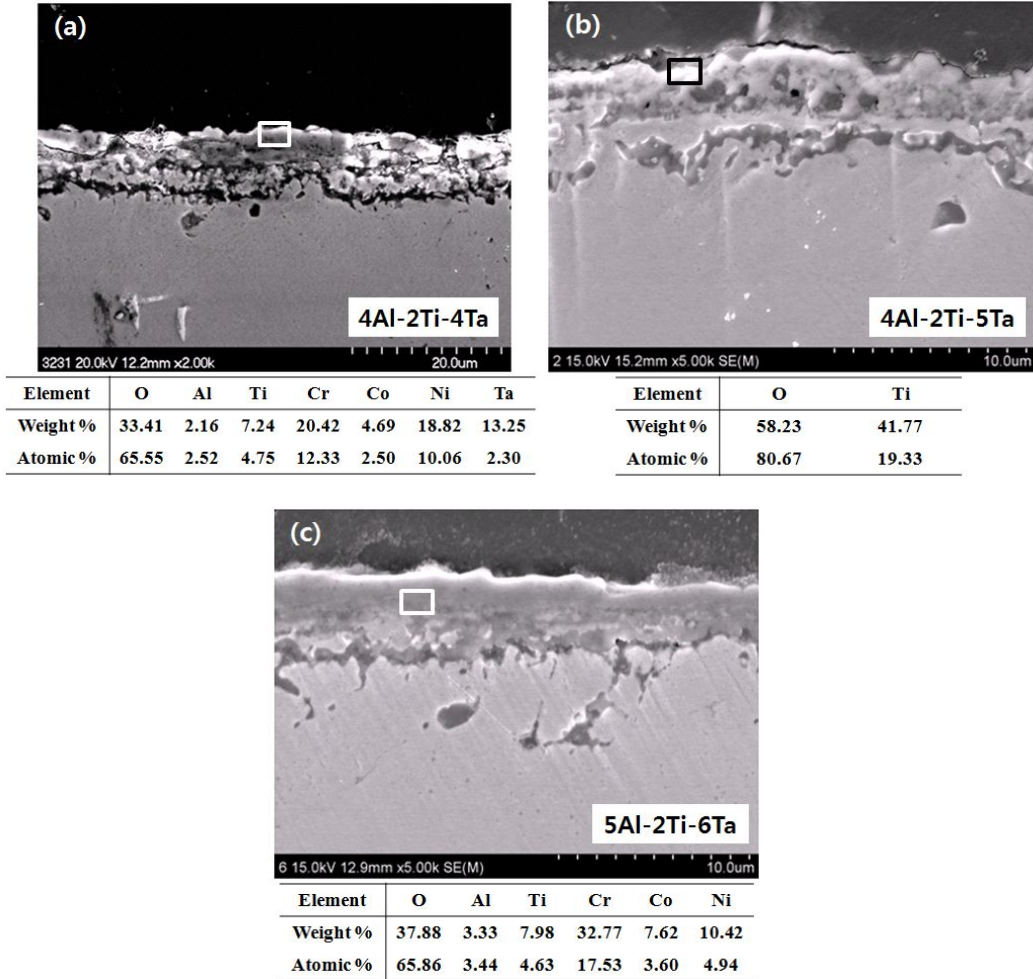 (a)
4Al-2Ti-4Ta
3231 20.0kV 12.2mm x2.00k 20.0um
Element O Al Ti Cr Co Ni Ta
Weight % 33.41 2.16 7.24 20.42 4.69 18.82 13.25
Atomic % 65.55 2.52 4.75 12.33 2.50 10.06 2.30
(b)
4Al-2Ti-5Ta
2 15.0kV 15.2mm x5.00k SE(M) 10.0um
Element O Ti
Weight % 58.23 41.77
Atomic % 80.67 19.33
(c)
5Al-2Ti-6Ta
6 15.0kV 12.9mm x5.00k SE(M) 10.0um
Element O Al Ti Cr Co Ni
Weight % 37.88 3.33 7.98 32.77 7.62 10.42
Atomic % 65.86 3.44 4.63 17.53 3.60 4.94